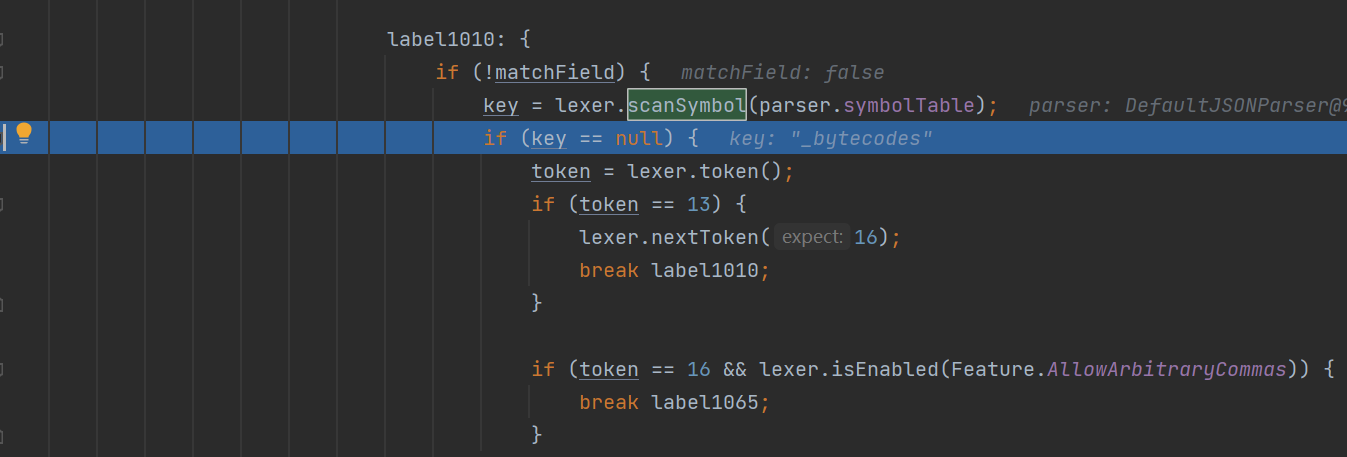 label1010: {
if (!matchField) { matchField: false
key = lexer.scanSymbol(parser.symbolTable); parser: DefaultJSONParser@9
if (key == null) { key: "_bytecodes"
token = lexer.token();
if (token == 13) {
lexer.nextToken( expect: 16);
break label1010;
}
if (token == 16 && lexer.isEnabled(Feature.AllowArbitraryCommas)) {
break label1065;
}